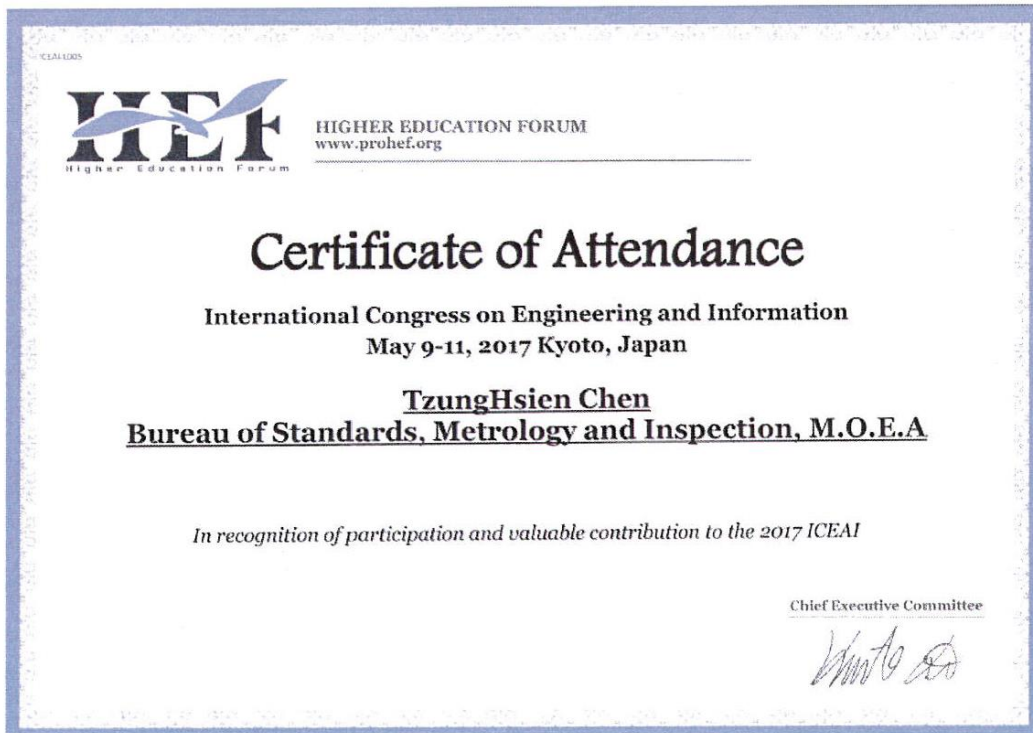 HEF
Higher Education Forum
HIGHER EDUCATION FORUM
www.prohef.org
Certificate of Attendance
International Congress on Engineering and Information
May 9-11, 2017 Kyoto, Japan
TzungHsien Chen
Bureau of Standards, Metrology and Inspection, M.O.E.A
In recognition of participation and valuable contribution to the 2017 ICEAI
Chief Executive Committee